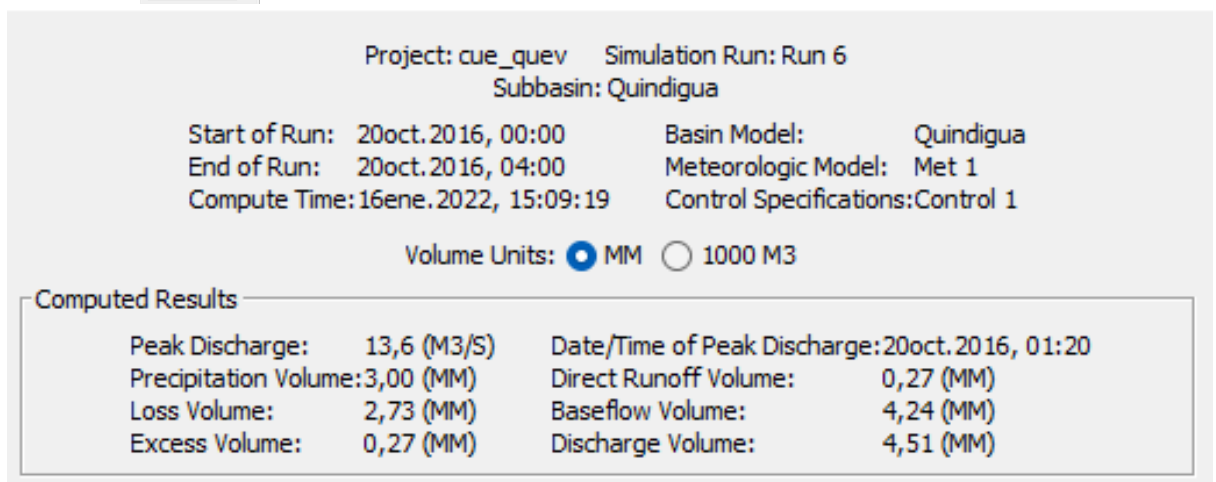 Project: cue_quev Simulation Run: Run 6
Subbasin: Quindigua
Start of Run: 20oct.2016, 00:00 Basin Model: Quindigua
End of Run: 20oct.2016, 04:00 Meteorologic Model: Met 1
Compute Time:16ene.2022, 15:09:19 Control Specifications:Control 1
Volume Units: MM 1000 M3
Computed Results
Peak Discharge: 13,6 (M3/S) Date/Time of Peak Discharge:20oct.2016, 01:20
Precipitation Volume:3,00 (MM) Direct Runoff Volume: 0,27 (MM)
Loss Volume: 2,73 (MM) Baseflow Volume: 4,24 (MM)
Excess Volume: 0,27 (MM) Discharge Volume: 4,51 (MM)